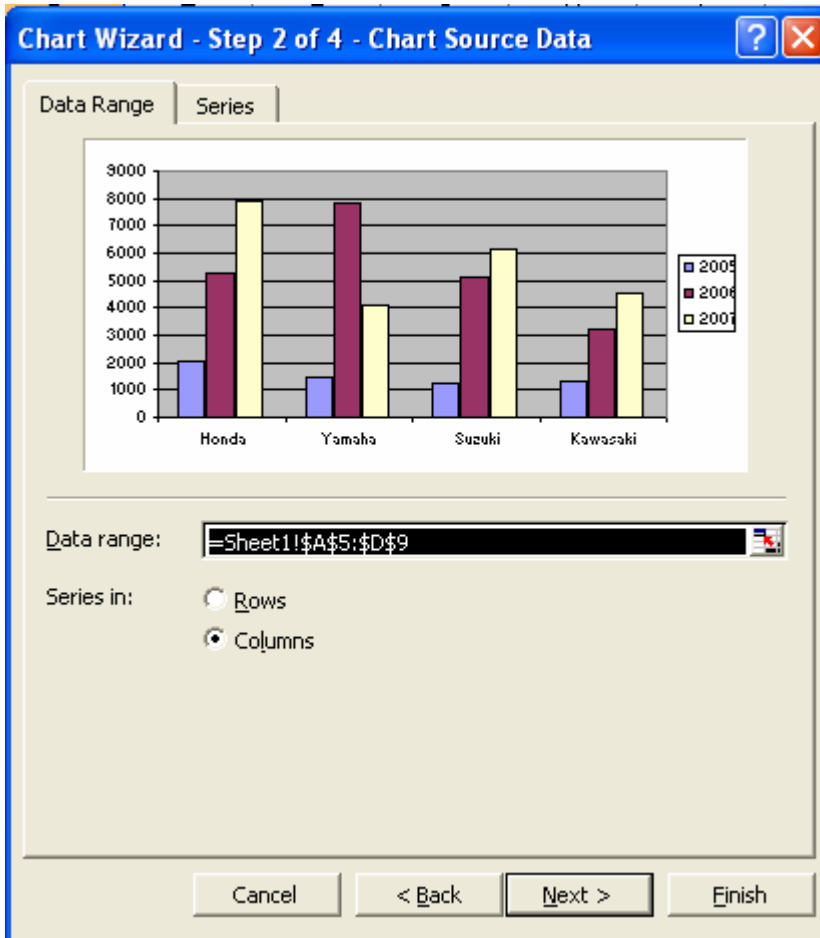 Chart Wizard - Step 2 of 4 - Chart Source Data
Data Range Series
9000
8000
7000
6000
5000
4000
3000
2000
1000
0
Honda Yamaha Suzuki Kawasaki
2005
2006
2007
Data range: =Sheet1!$A$5:$D$9
Series in: Rows
Columns
Cancel < Back Next > Finish